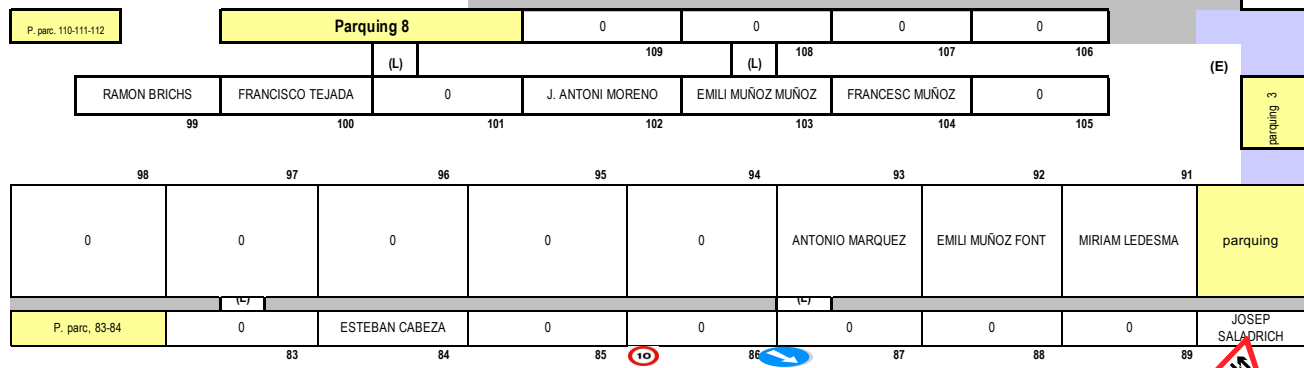 P. parc. 110-111-112 Parquing 8 0 0 0 0
109 108 107 106
(L) (L) (E)
RAMON BRICHS FRANCISCO TEJADA 0 J. ANTONI MORENO EMILI MUÑOZ MUÑOZ FRANCESC MUÑOZ 0 parquing 3
99 100 101 102 103 104 105
98 97 96 95 94 93 92 91
0 0 0 0 0 ANTONIO MARQUEZ EMILI MUÑOZ FONT MIRIAM LEDESMA parquing
(L) (L)
P. parc, 83-84 0 ESTEBAN CABEZA 0 0 0 0 0 JOSEP
SALADRICH
83 84 85 10 86 87 88 89